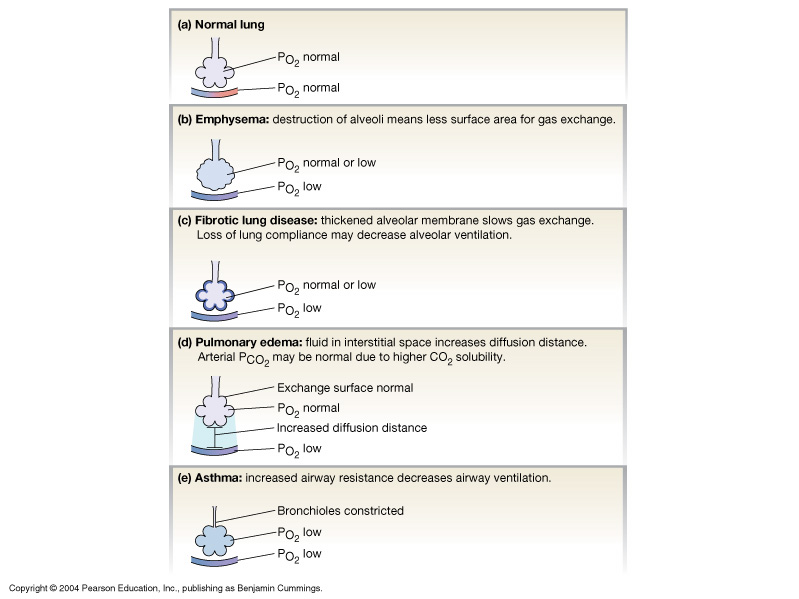 (a) Normal lung
PO2 normal
PO2 normal
(b) Emphysema: destruction of alveoli means less surface area for gas exchange.
PO2 normal or low
PO2 low
(c) Fibrotic lung disease: thickened alveolar membrane slows gas exchange.
Loss of lung compliance may decrease alveolar ventilation.
PO2 normal or low
PO2 low
(d) Pulmonary edema: fluid in interstitial space increases diffusion distance.
Arterial PCO2 may be normal due to higher CO2 solubility.
Exchange surface normal
PO2 normal
Increased diffusion distance
PO2 low
(e) Asthma: increased airway resistance decreases airway ventilation.
Bronchioles constricted
PO2 low
PO2 low
Copyright © 2004 Pearson Education, Inc., publishing as Benjamin Cummings.